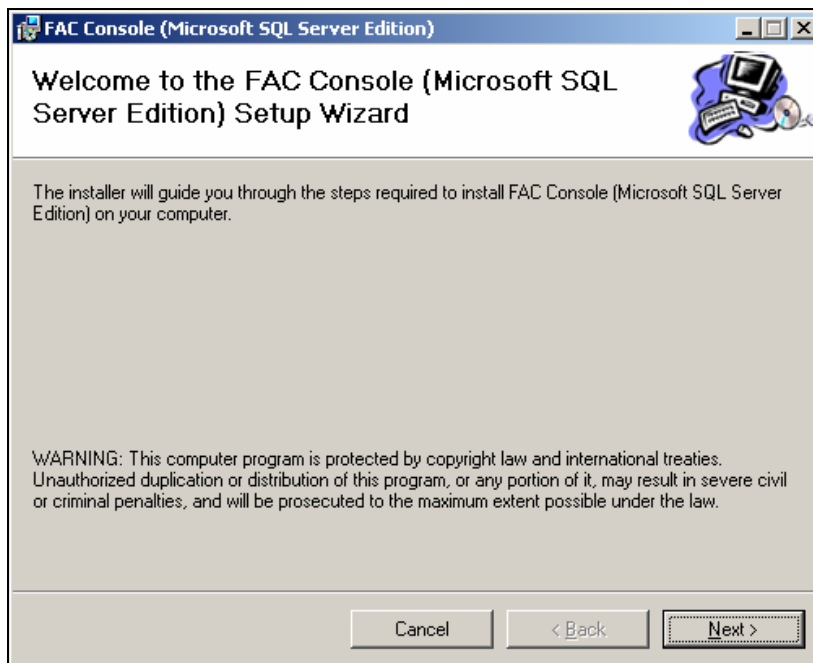 FAC Console (Microsoft SQL Server Edition)
Welcome to the FAC Console (Microsoft SQL
Server Edition) Setup Wizard
The installer will guide you through the steps required to install FAC Console (Microsoft SQL Server
Edition) on your computer.
WARNING: This computer program is protected by copyright law and international treaties.
Unauthorized duplication or distribution of this program, or any portion of it, may result in severe civil
or criminal penalties, and will be prosecuted to the maximum extent possible under the law.
Cancel < Back Next >